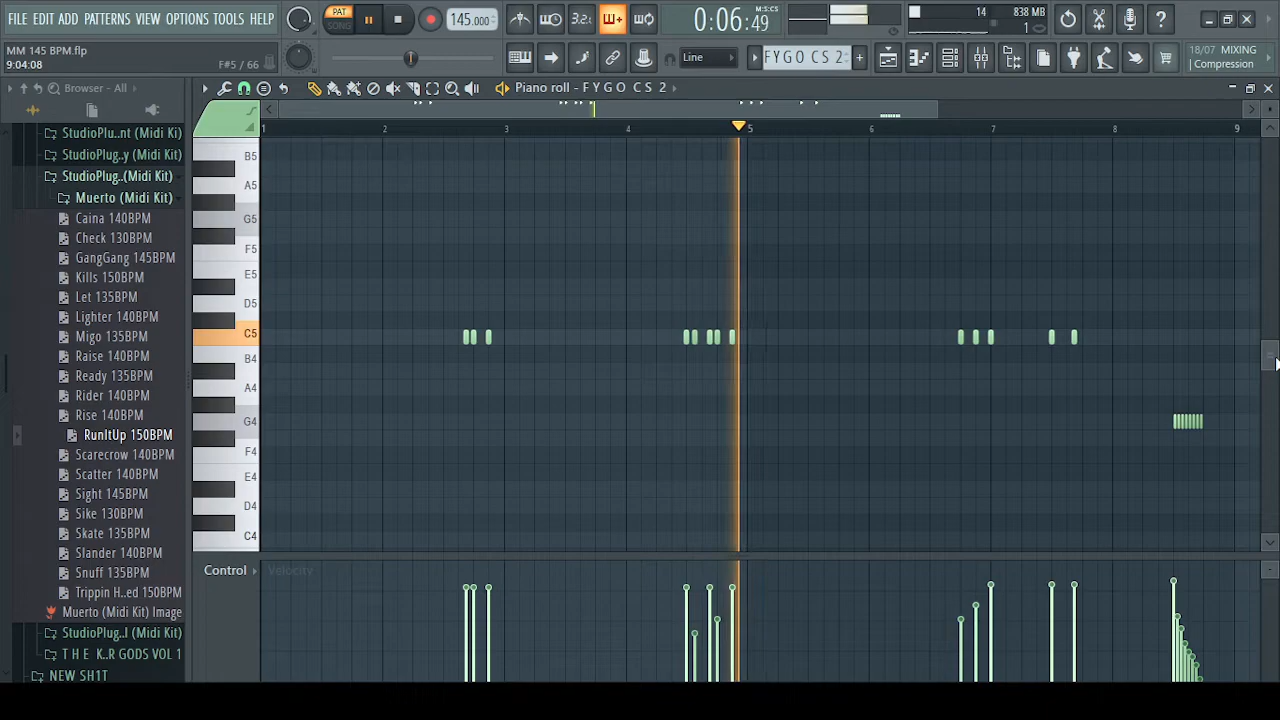 FILE EDIT ADD PATTERNS VIEW OPTIONS TOOLS HELP
PAT
SONG
145.000
3.2
0:06:49
M:S:CS
14
838 MB
1
MM 145 BPM.flp
9:04:08
F#5 / 66
Line
F Y G O C S 2
18/07 MIXING
| Compression
Browser - All
Piano roll - F Y G O C S 2
1 2 3 4 5 6 7 8 9
StudioPlu..nt (Midi Ki)
StudioPlug..y (Midi Kit)
StudioPlug..(Midi Kit)
Muerto (Midi Kit)
Caina 140BPM
Check 130BPM
GangGang 145BPM
Kills 150BPM
Let 135BPM
Lighter 140BPM
Migo 135BPM
Raise 140BPM
Ready 135BPM
Rider 140BPM
Rise 140BPM
RunItUp 150BPM
Scarecrow 140BPM
Scatter 140BPM
Sight 145BPM
Sike 130BPM
Skate 135BPM
Slander 140BPM
Snuff 135BPM
Trippin H..ed 150BPM
Muerto (Midi Kit) Image
StudioPlug..l (Midi Kit)
T H E K..R GODS VOL 1
NEW SH1T
B5
A5
G5
F5
E5
D5
C5
B4
A4
G4
F4
E4
D4
C4
Control
Velocity